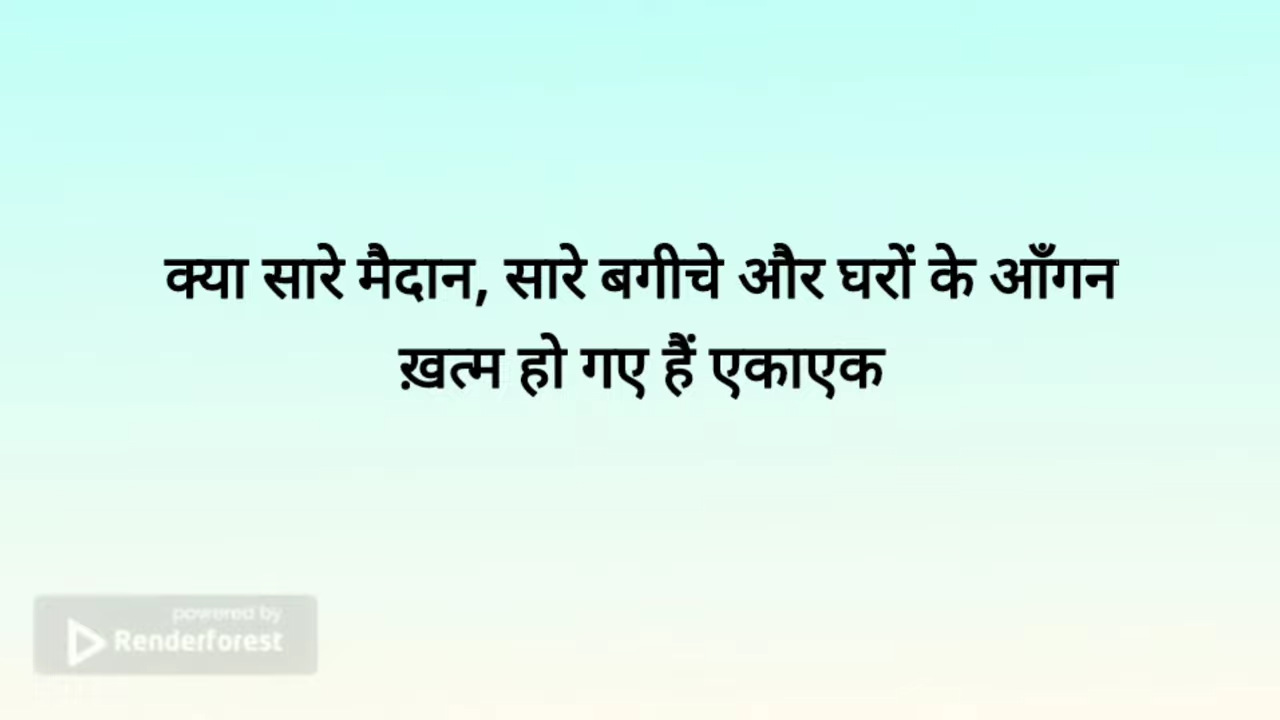 क्या सारे मैदान, सारे बगीचे और घरों के आँगन
ख़त्म हो गए हैं एकाएक
powered by
Renderforest